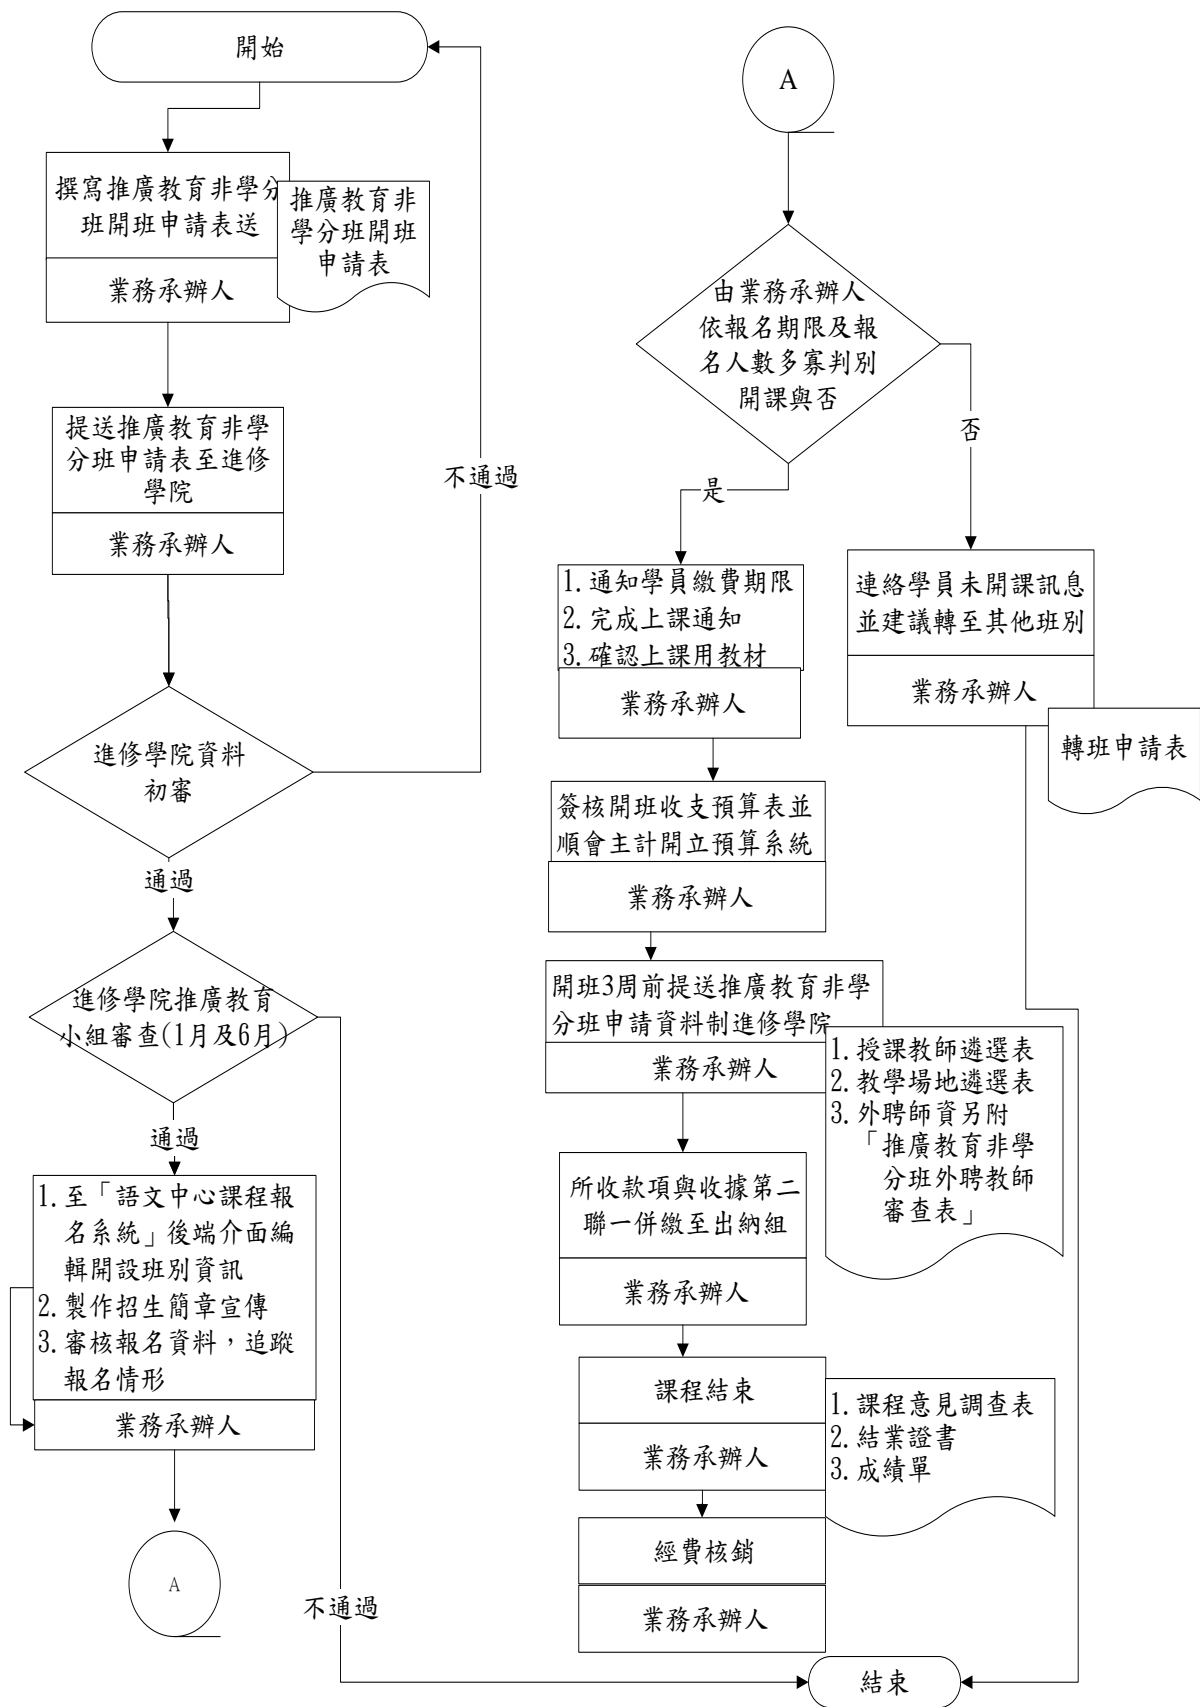 開始
撰寫推廣教育非學分
班開班申請表送
業務承辦人
推廣教育非
學分班開班
申請表
提送推廣教育非學
分班申請表至進修
學院
業務承辦人
不通過
進修學院資料
初審
通過
進修學院推廣教育
小組審查(1月及6月)
通過
1.至「語文中心課程報
名系統」後端介面編
輯開設班別資訊
2.製作招生簡章宣傳
3.審核報名資料，追蹤
報名情形
業務承辦人
A
不通過
A
由業務承辦人
依報名期限及報
名人數多寡判別
開課與否
否
是
1.通知學員繳費期限
2.完成上課通知
3.確認上課用教材
業務承辦人
連絡學員未開課訊息
並建議轉至其他班別
業務承辦人
轉班申請表
簽核開班收支預算表並
順會主計開立預算系統
業務承辦人
開班3周前提送推廣教育非學
分班申請資料制進修學院
業務承辦人
1.授課教師遴選表
2.教學場地遴選表
3.外聘師資另附
「推廣教育非學
分班外聘教師
審查表」
所收款項與收據第二
聯一併繳至出納組
業務承辦人
課程結束
業務承辦人
1.課程意見調查表
2.結業證書
3.成績單
經費核銷
業務承辦人
結束